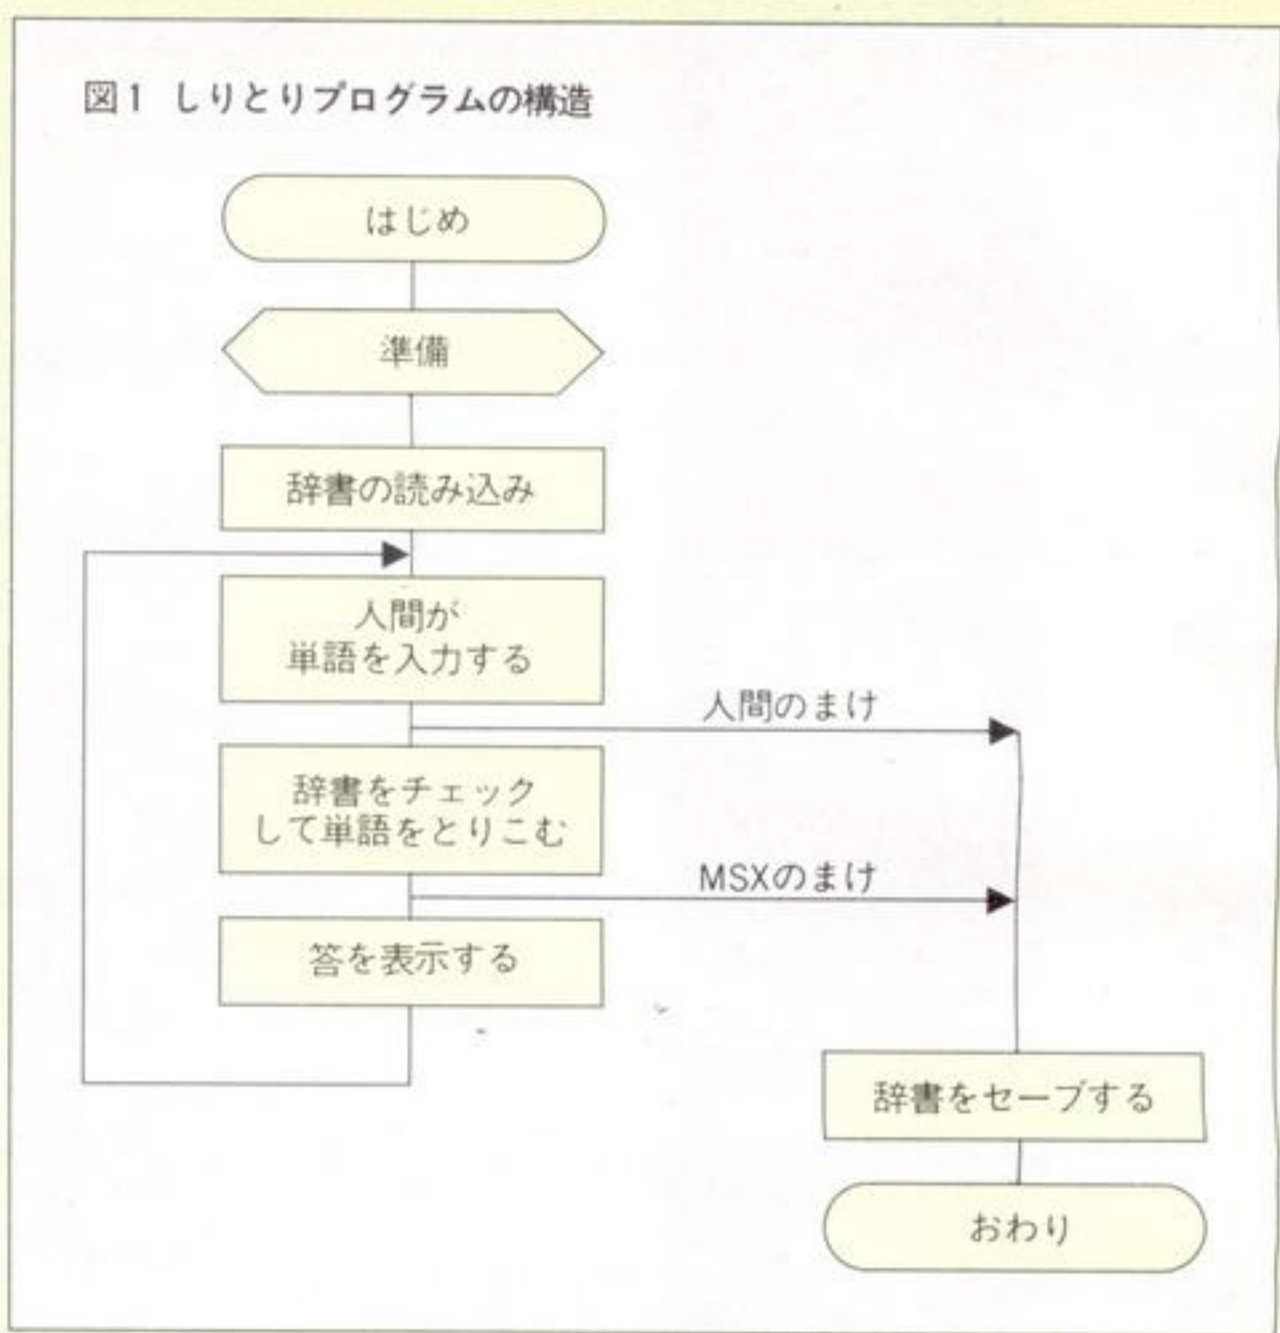 図1 しりとりプログラムの構造
はじめ
準備
辞書の読み込み
人間が
単語を入力する
人間のまけ
辞書をチェック
して単語をとりこむ
MSXのまけ
答を表示する
辞書をセーブする
おわり